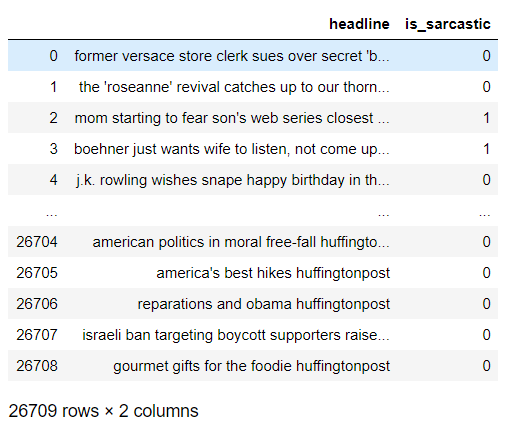 headline is_sarcastic
0 former versace store clerk sues over secret 'b... 0
1 the 'roseanne' revival catches up to our thorn... 0
2 mom starting to fear son's web series closest ... 1
3 boehner just wants wife to listen, not come up... 1
4 j.k. rowling wishes snape happy birthday in th... 0
... ... ...
26704 american politics in moral free-fall huffingto... 0
26705 america's best hikes huffingtonpost 0
26706 reparations and obama huffingtonpost 0
26707 israeli ban targeting boycott supporters raise... 0
26708 gourmet gifts for the foodie huffingtonpost 0
26709 rows × 2 columns